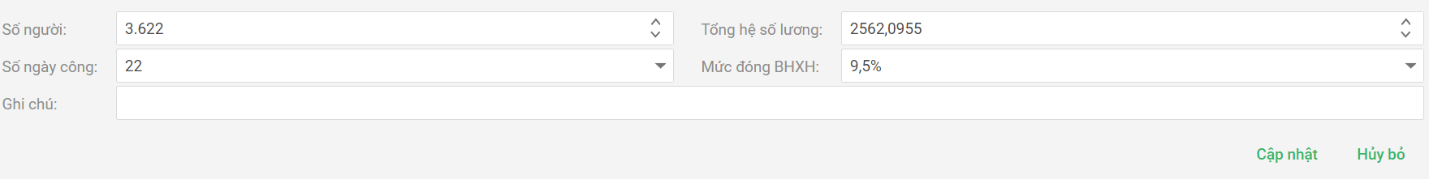 Số người: 3.622 Tổng hệ số lương: 2562,0955
Số ngày công: 22 Mức đóng BHXH: 9,5%
Ghi chú:
Cập nhật Hủy bỏ